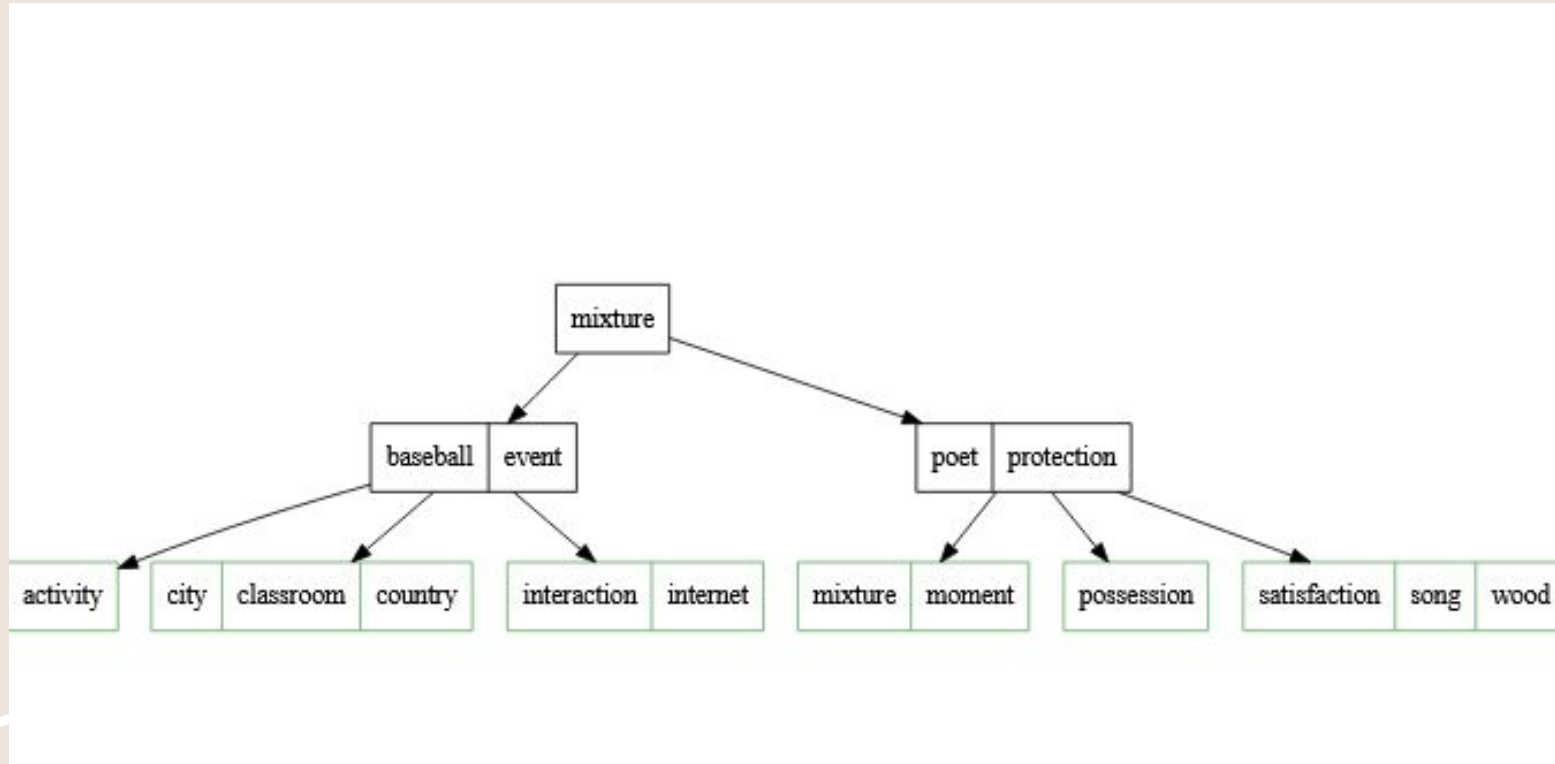 mixture
baseball event poet protection
activity city classroom country interaction internet mixture moment possession satisfaction song wood